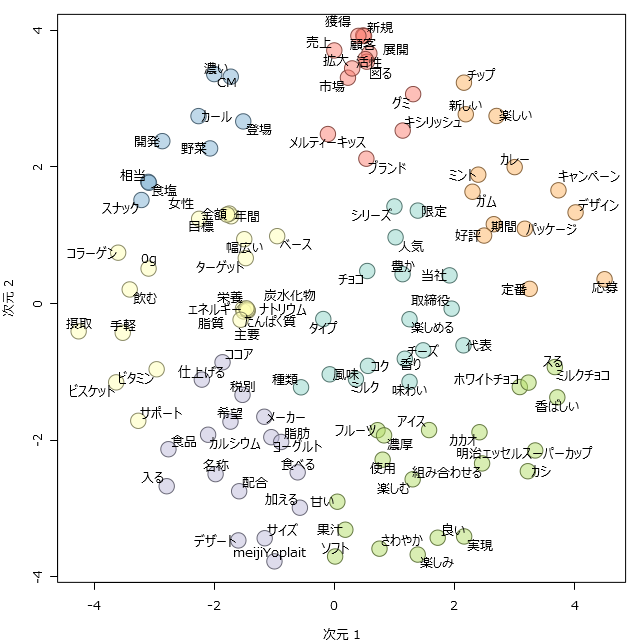 獲得
新規
売上
顧客
展開
拡大
活性
図る
濃い
CM
市場
チップ
グミ
新しい
カール
楽しい
登場
キシリッシュ
開発
野菜
メルティーキッス
カレー
ブランド
相当
食塩
ミント
キャンペーン
スナック
女性
ガム
デザイン
金額
年間
シリーズ
限定
目標
期間
パッケージ
好評
幅広い
ベース
人気
コラーゲン
0g
ターゲット
豊か
チョコ
当社
定番
応募
飲む
栄養
炭水化物
取締役
エネルギー
ナトリウム
摂取
手軽
脂質
たんぱく質
タイプ
楽しめる
主要
チーズ
代表
ココア
香り
する
コク
仕上げる
風味
ミルクチョコ
ビタミン
種類
ホワイトチョコ
ビスケット
税別
ミルク
味わい
香ばしい
サポート
希望
メーカー
アイス
フルーツ
食品
カルシウム
脂肪
ヨーグルト
濃厚
カカオ
明治エッセルスーパーカップ
名称
食べる
使用
組み合わせる
カシ
入る
配合
楽しむ
加える
甘い
デザート
サイズ
果汁
さわやか
良い
実現
meijiYoplait
ソフト
楽しみ
次元 1
次元 2
-4
-2
0
2
4
-4
-2
0
2
4